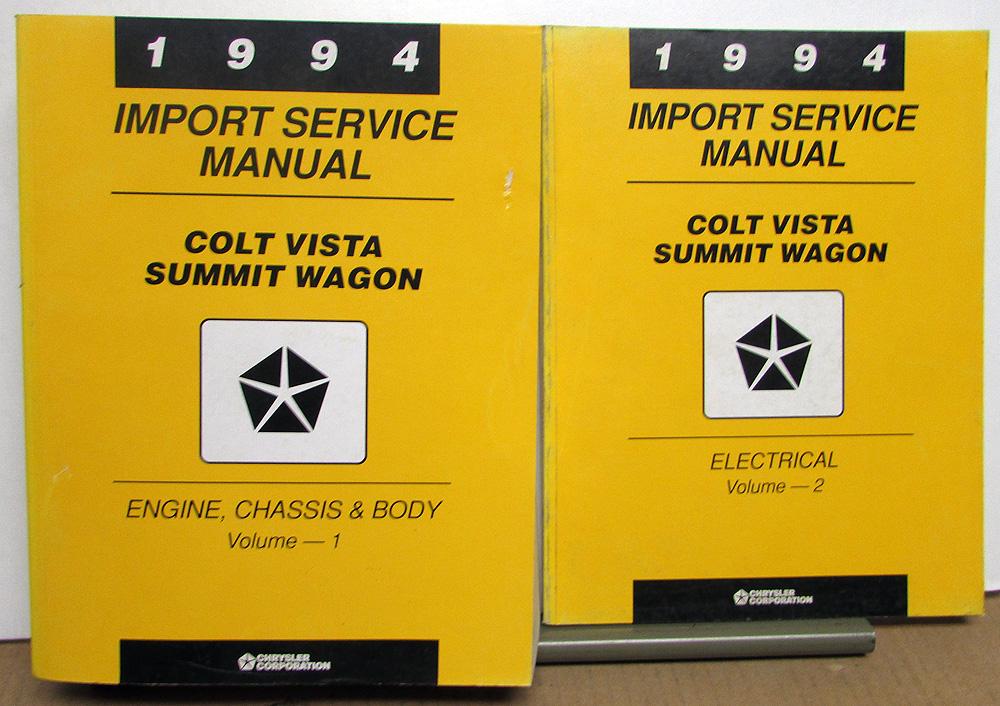 1 9 9 4
IMPORT SERVICE
MANUAL
COLT VISTA
SUMMIT WAGON
ENGINE, CHASSIS & BODY
Volume — 1
CHRYSLER
CORPORATION
1 9 9 4
IMPORT SERVICE
MANUAL
COLT VISTA
SUMMIT WAGON
ELECTRICAL
Volume — 2
CHRYSLER
CORPORATION